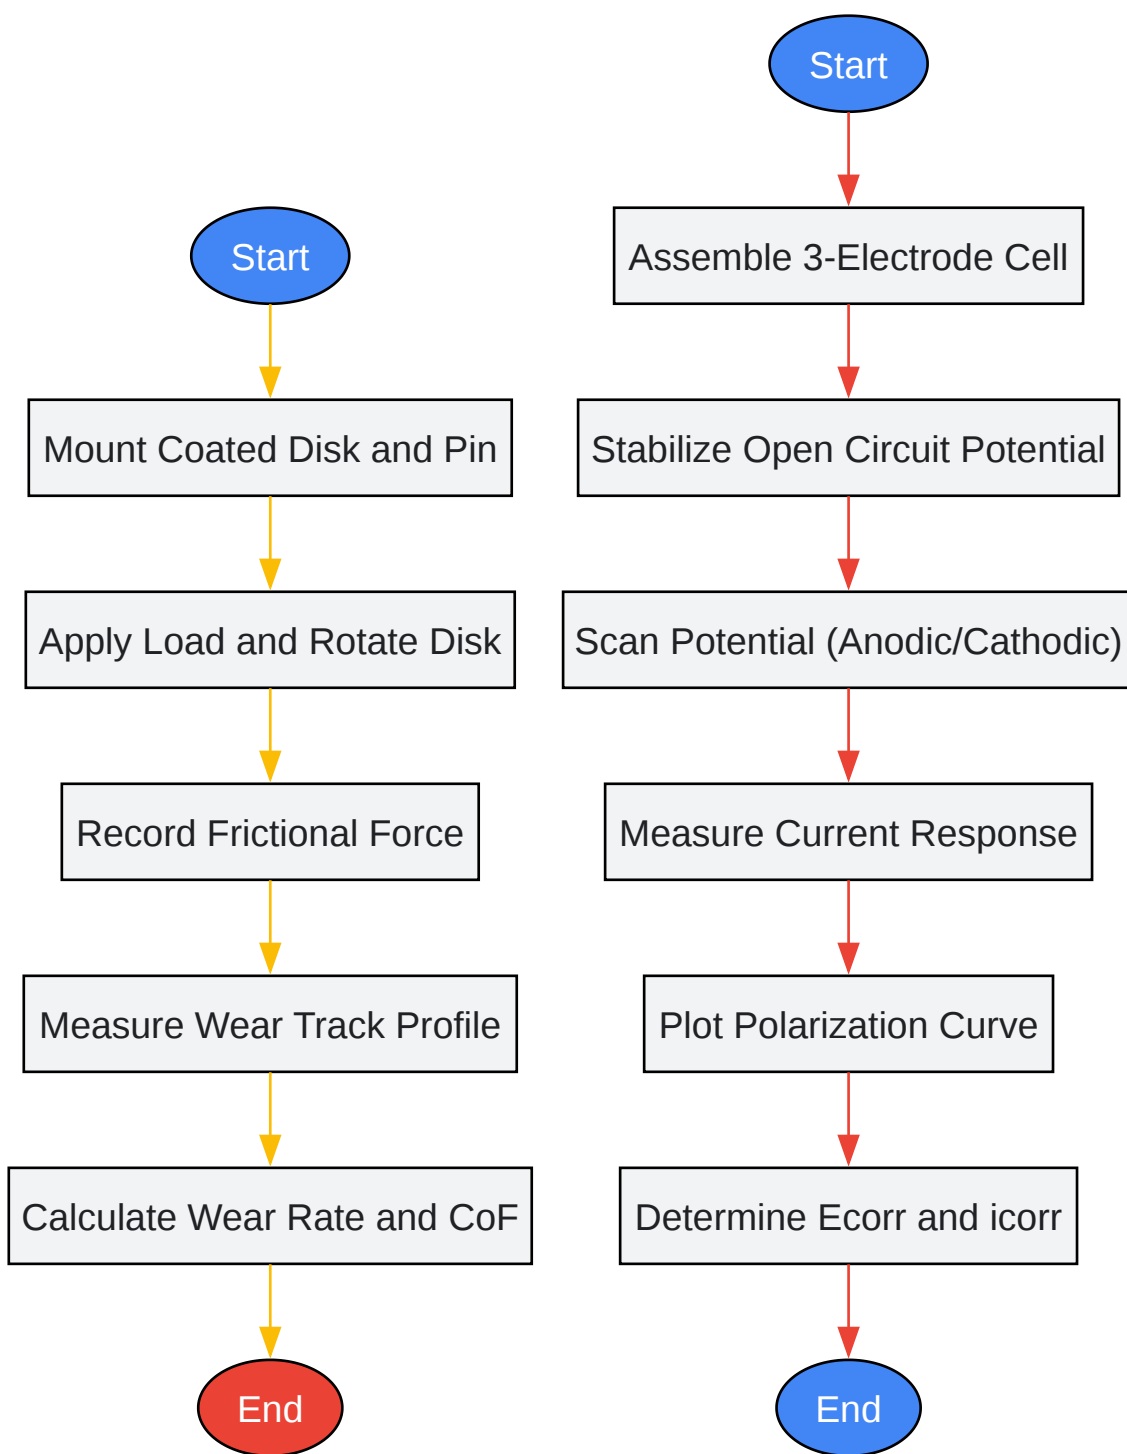 Start
Mount Coated Disk and Pin
Apply Load and Rotate Disk
Record Frictional Force
Measure Wear Track Profile
Calculate Wear Rate and CoF
End
Start
Assemble 3-Electrode Cell
Stabilize Open Circuit Potential
Scan Potential (Anodic/Cathodic)
Measure Current Response
Plot Polarization Curve
Determine Ecorr and icorr
End